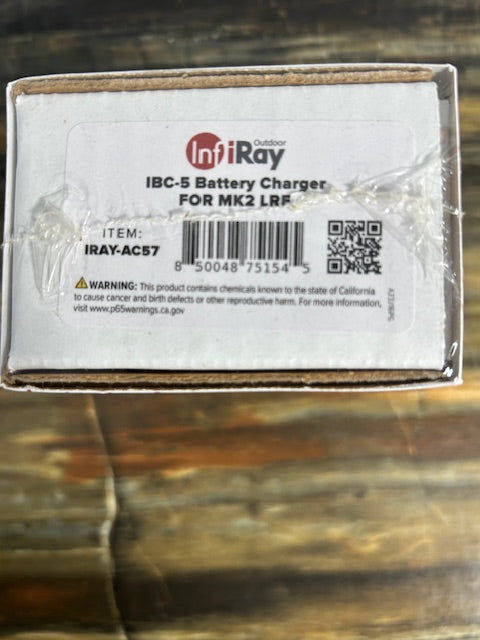 InfiRay
Outdoor
IBC-5 Battery Charger
FOR MK2 LRF
ITEM:
IRAY-AC57
8 50048 75154 5
WARNING: This product contains chemicals known to the state of California
to cause cancer and birth defects or other reproductive harm. For more information,
visit www.p65warnings.ca.gov